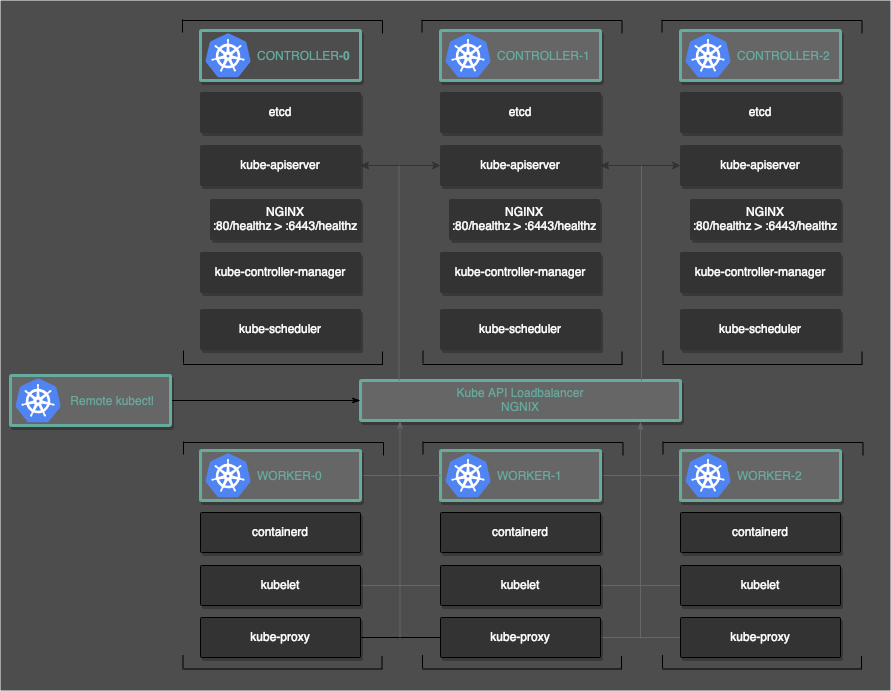 CONTROLLER-0
CONTROLLER-1
CONTROLLER-2
etcd
etcd
etcd
kube-apiserver
kube-apiserver
kube-apiserver
NGINX
:80/healthz > :6443/healthz
NGINX
:80/healthz > :6443/healthz
NGINX
:80/healthz > :6443/healthz
kube-controller-manager
kube-controller-manager
kube-controller-manager
kube-scheduler
kube-scheduler
kube-scheduler
Remote kubectl
Kube API Loadbalancer
NGNIX
WORKER-0
WORKER-1
WORKER-2
containerd
containerd
containerd
kubelet
kubelet
kubelet
kube-proxy
kube-proxy
kube-proxy